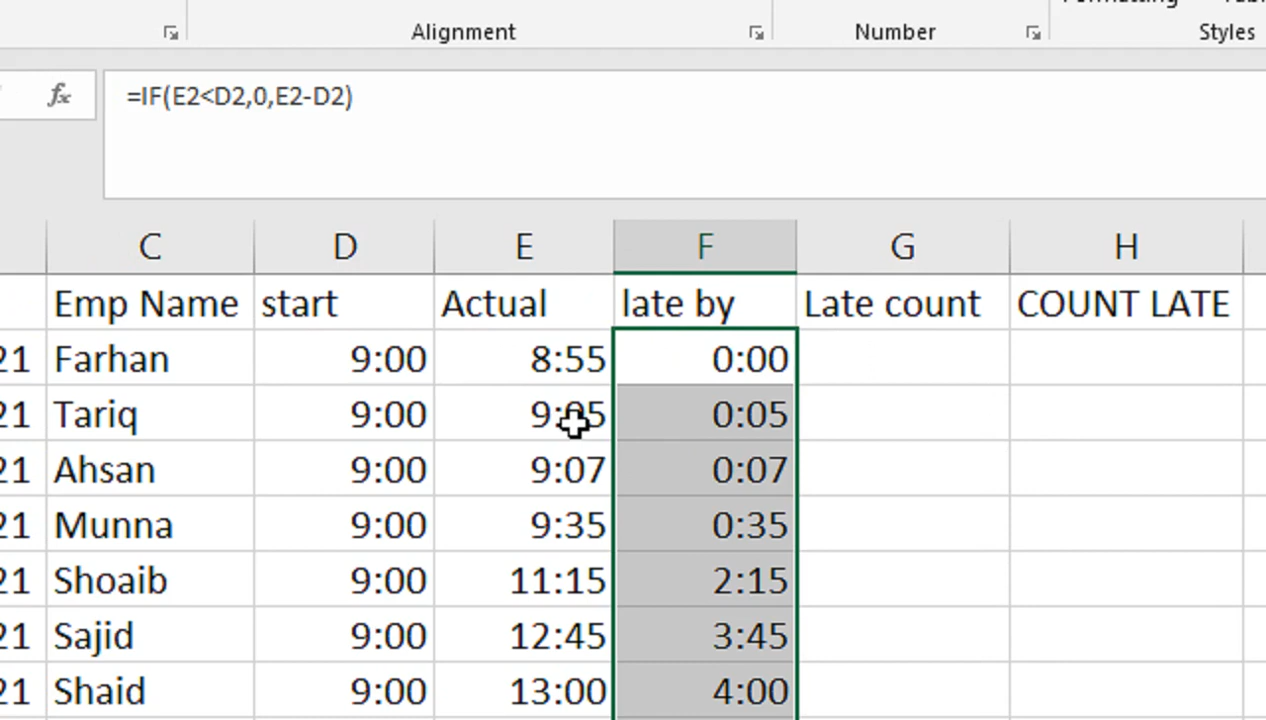 Alignment Number Styles
fx =IF(E2<D2,0,E2-D2)
C D E F G H
Emp Name start Actual late by Late count COUNT LATE
21 Farhan 9:00 8:55 0:00
21 Tariq 9:00 9:05 0:05
21 Ahsan 9:00 9:07 0:07
21 Munna 9:00 9:35 0:35
21 Shoaib 9:00 11:15 2:15
21 Sajid 9:00 12:45 3:45
21 Shaid 9:00 13:00 4:00